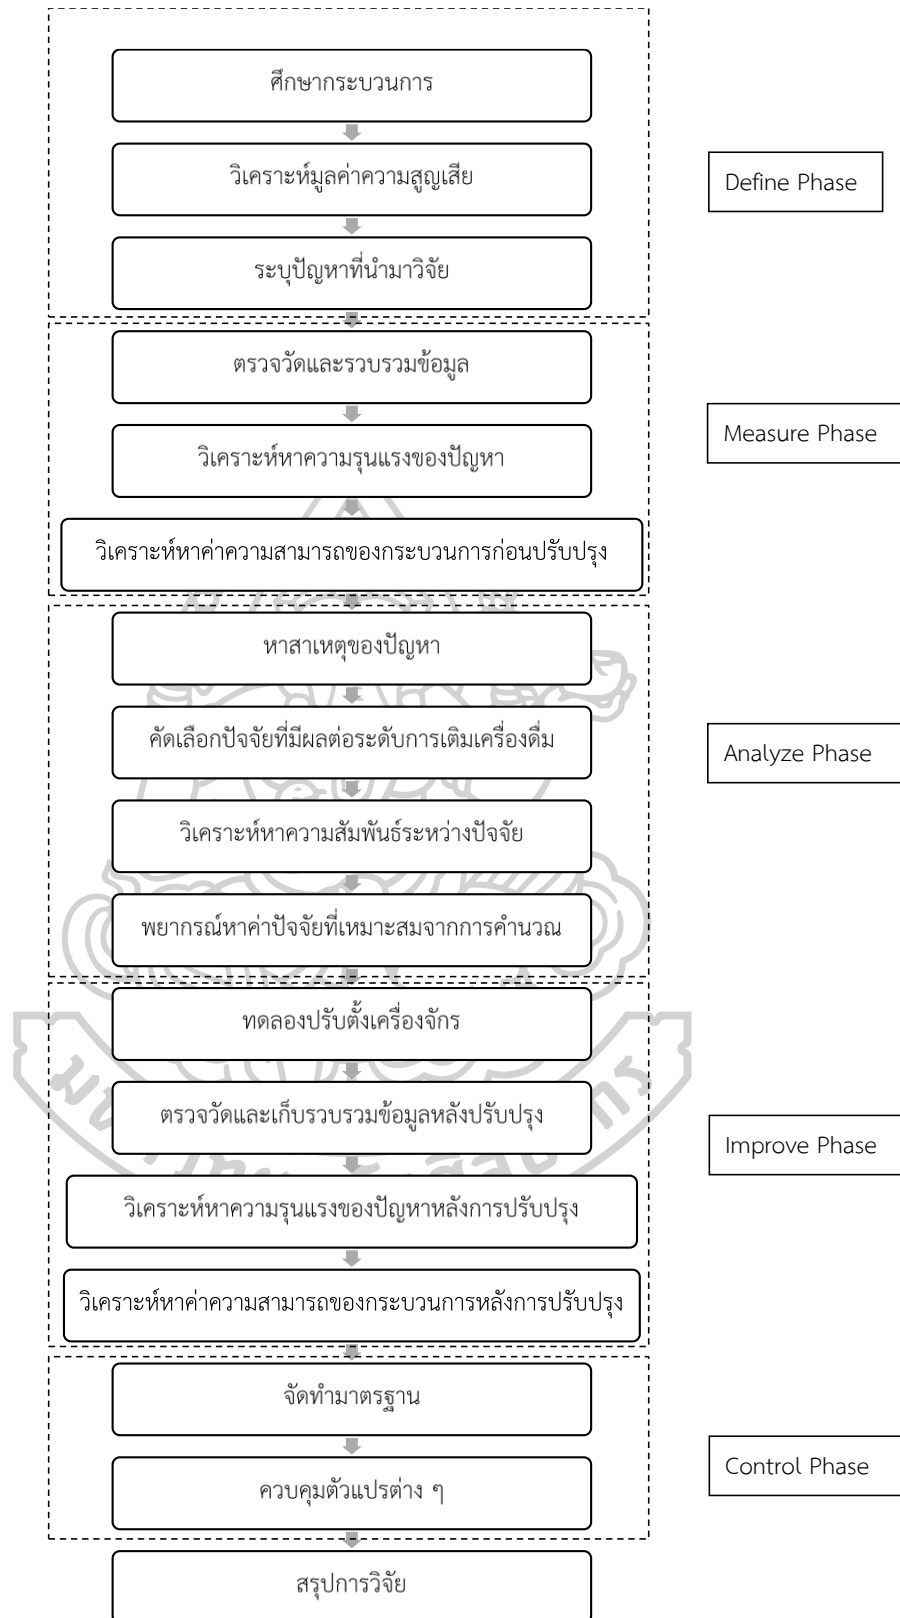 ศึกษากระบวนการ
วิเคราะห์มูลค่าความสูญเสีย
Define Phase
ระบุปัญหาที่นำมาวิจัย
ตรวจวัดและรวบรวมข้อมูล
Measure Phase
วิเคราะห์หาความรุนแรงของปัญหา
วิเคราะห์หาค่าความสามารถของกระบวนการก่อนปรับปรุง
หาสาเหตุของปัญหา
คัดเลือกปัจจัยที่มีผลต่อระดับการเติมเครื่องดื่ม
Analyze Phase
วิเคราะห์หาความสัมพันธ์ระหว่างปัจจัย
พยากรณ์หาค่าปัจจัยที่เหมาะสมจากการคำนวณ
ทดลองปรับตั้งเครื่องจักร
ตรวจวัดและเก็บรวบรวมข้อมูลหลังปรับปรุง
Improve Phase
วิเคราะห์หาความรุนแรงของปัญหาหลังการปรับปรุง
วิเคราะห์หาค่าความสามารถของกระบวนการหลังการปรับปรุง
จัดทำมาตรฐาน
Control Phase
ควบคุมตัวแปรต่าง ๆ
สรุปการวิจัย